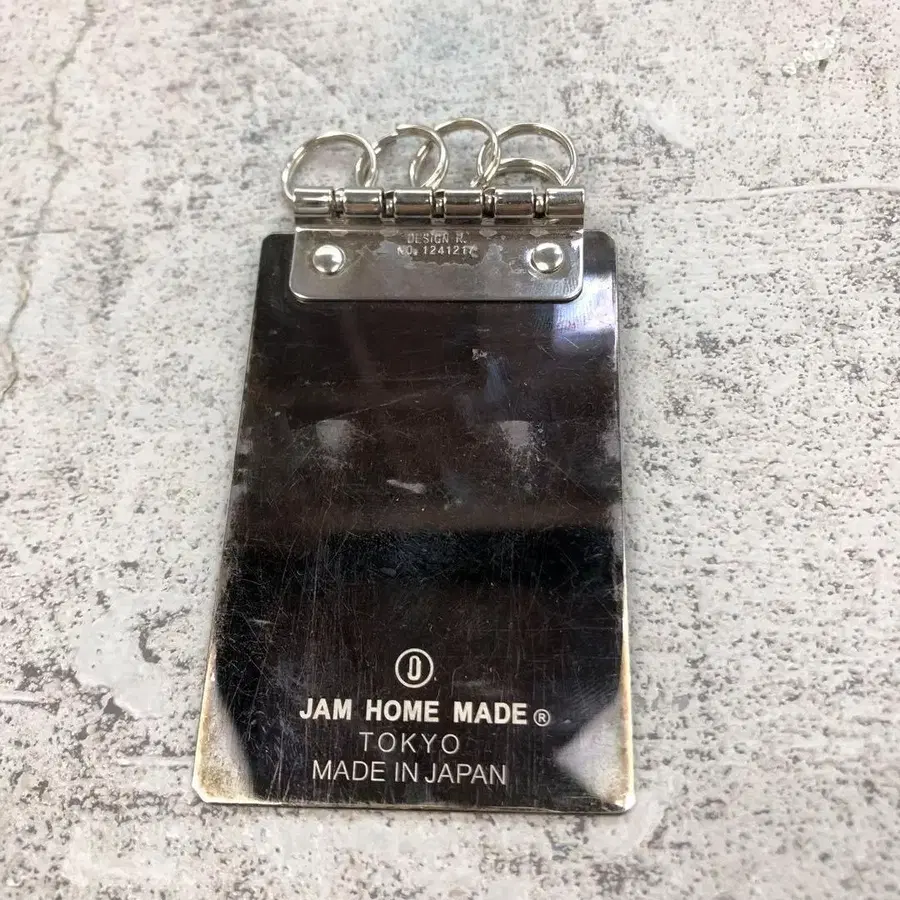 DESIGN R.
NO. 1241217
JAM HOME MADE®
TOKYO
MADE IN JAPAN